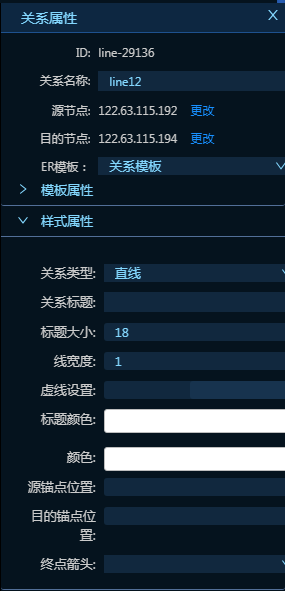 关系属性 X
ID: line-29136
关系名称: line12
源节点: 122.63.115.192 更改
目的节点: 122.63.115.194 更改
ER模板： 关系模板
模板属性
样式属性
关系类型: 直线
关系标题:
标题大小: 18
线宽度: 1
虚线设置:
标题颜色:
颜色:
源锚点位置:
目的锚点位
置:
终点箭头: